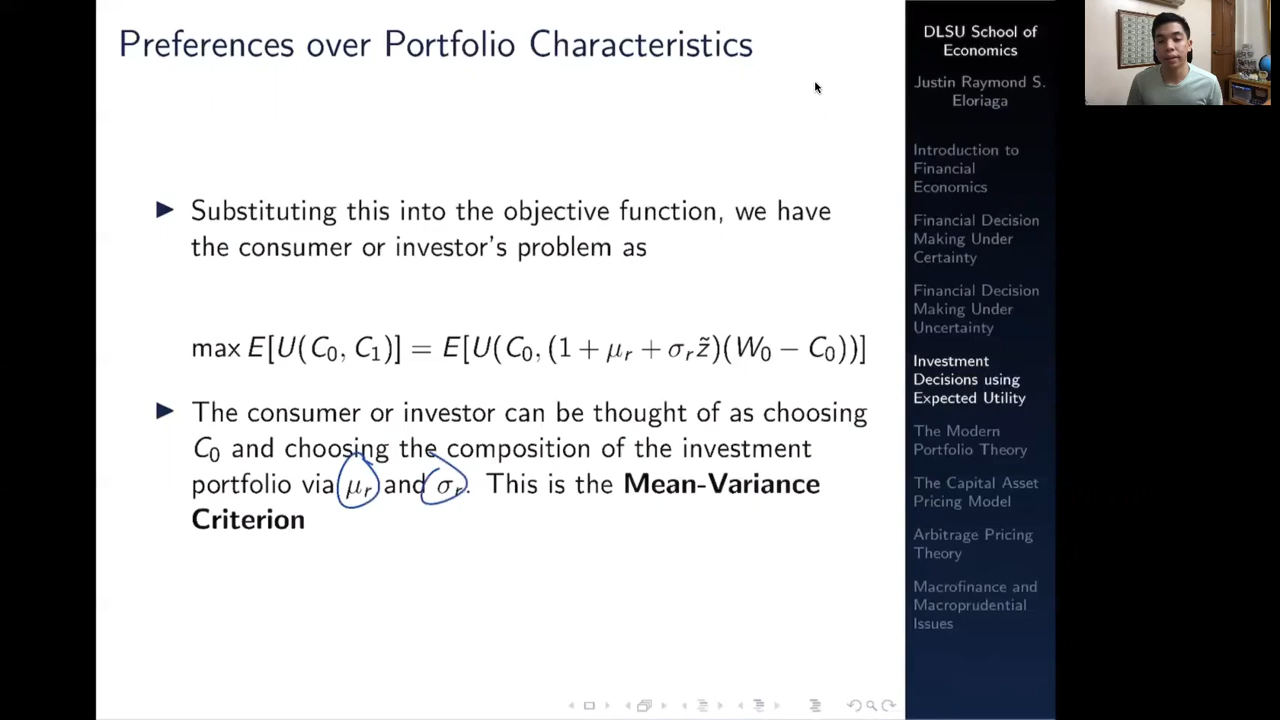 Preferences over Portfolio Characteristics
▶ Substituting this into the objective function, we have
the consumer or investor's problem as
max E[U(C₀, C₁)] = E[U(C₀, (1 + μᵣ + σᵣz̃)(W₀ − C₀))]
▶ The consumer or investor can be thought of as choosing
C₀ and choosing the composition of the investment
portfolio via μᵣ and σᵣ. This is the Mean-Variance
Criterion
DLSU School of
Economics
Justin Raymond S.
Eloriaga
Introduction to
Financial
Economics
Financial Decision
Making Under
Certainty
Financial Decision
Making Under
Uncertainty
Investment
Decisions using
Expected Utility
The Modern
Portfolio Theory
The Capital Asset
Pricing Model
Arbitrage Pricing
Theory
Macrofinance and
Macroprudential
Issues